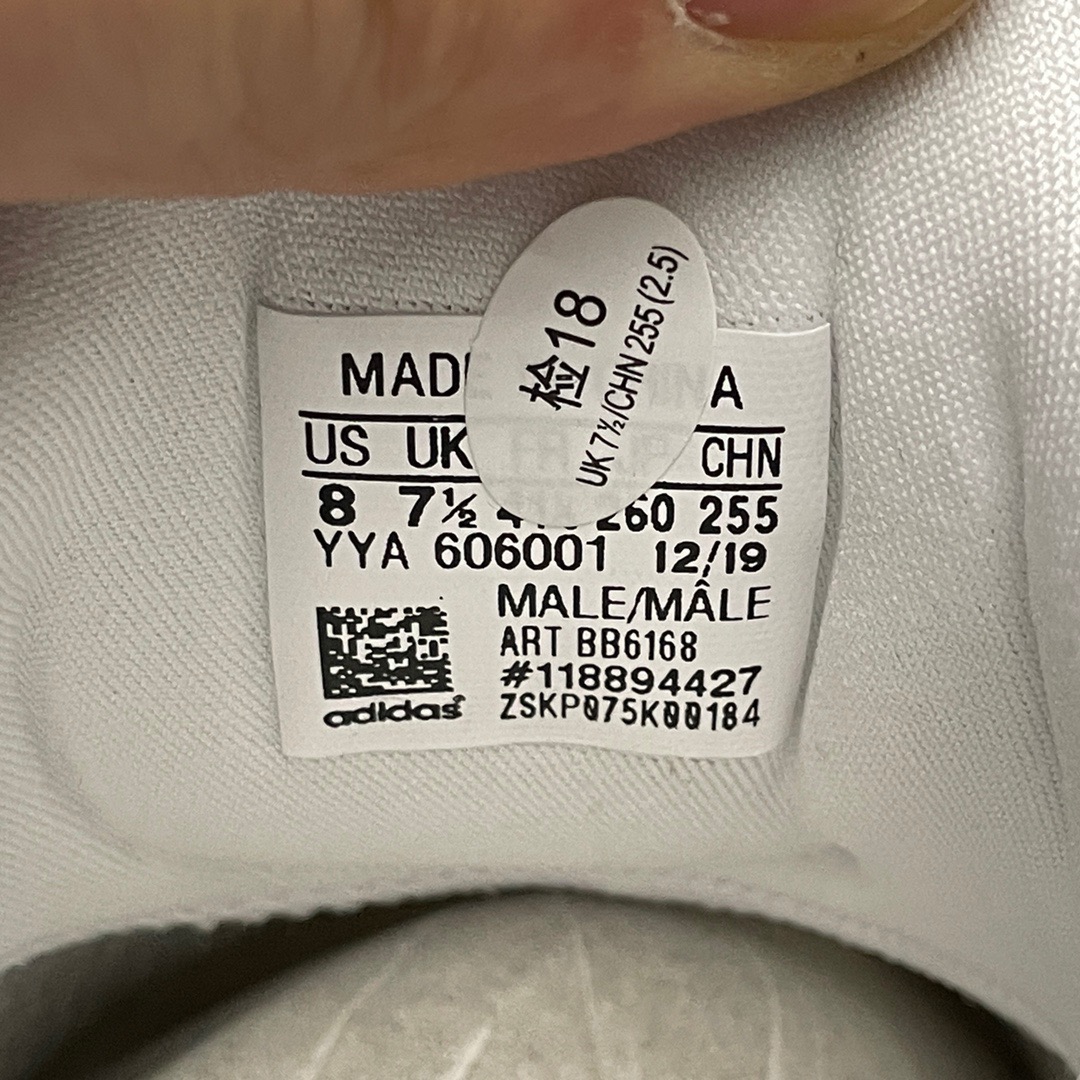 检18
UK 7½/CHN 255 (2.5)
MAD
US UK CHN
8 7½ 260 255
YYA 606001 12/19
MALE/MÂLE
ART BB6168
#118894427
ZSKP075K00184
adidas